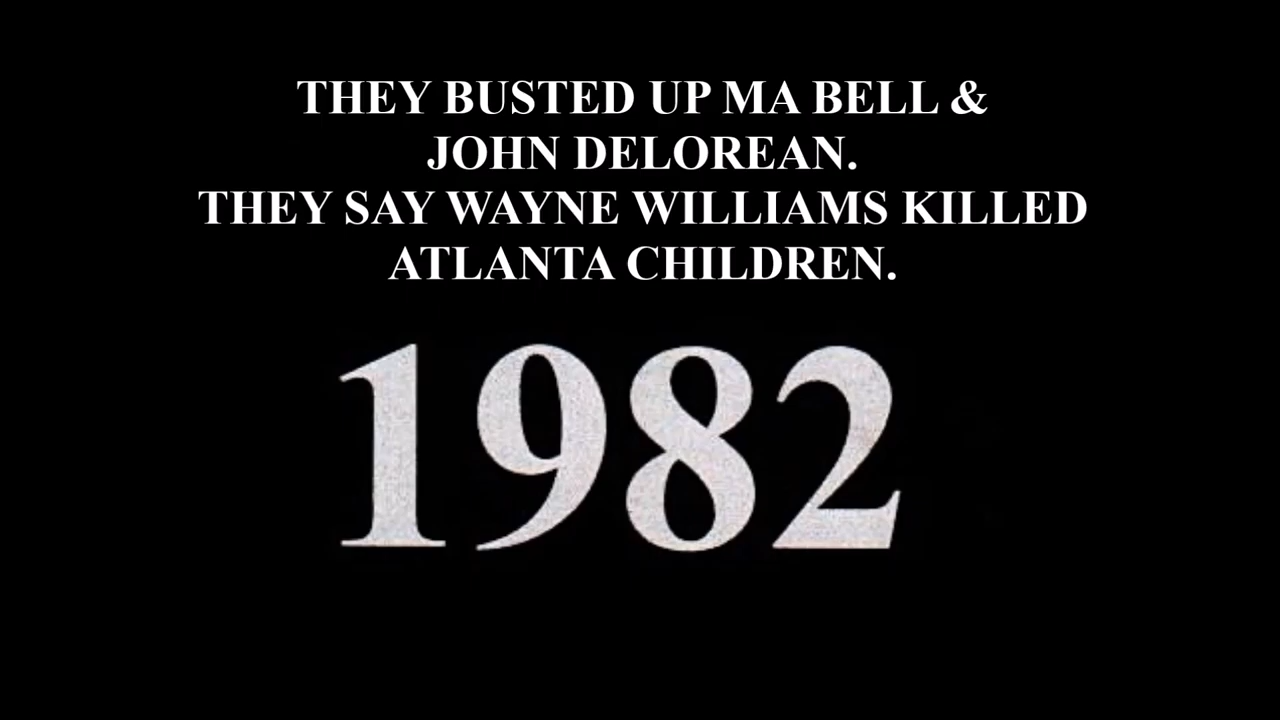 THEY BUSTED UP MA BELL &
JOHN DELOREAN.
THEY SAY WAYNE WILLIAMS KILLED
ATLANTA CHILDREN.
1982